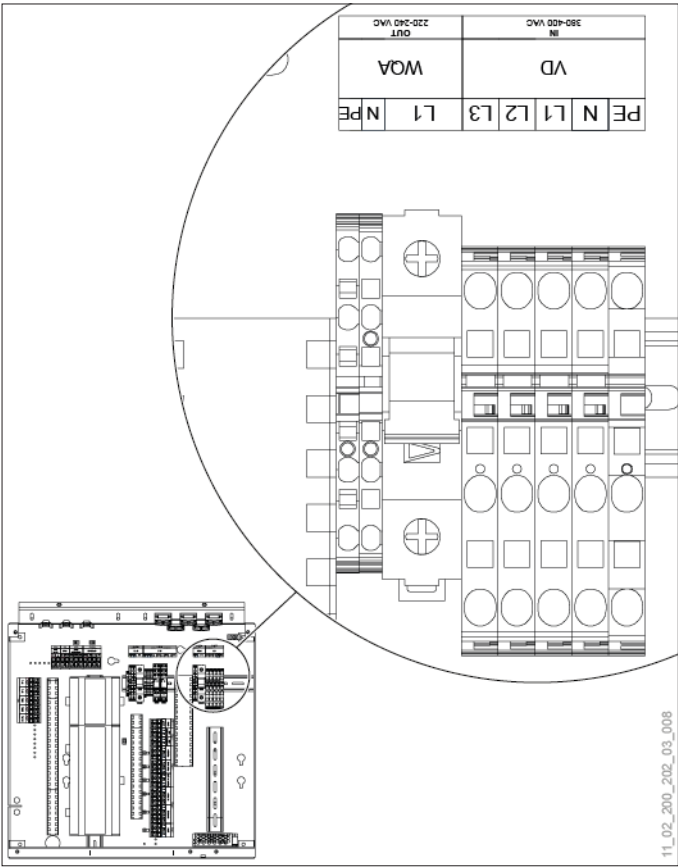 PE N L1 L2 L3 L1 N PE
VD WQA
IN OUT
380-400 VAC 220-240 VAC
11_02_200_202_03_008